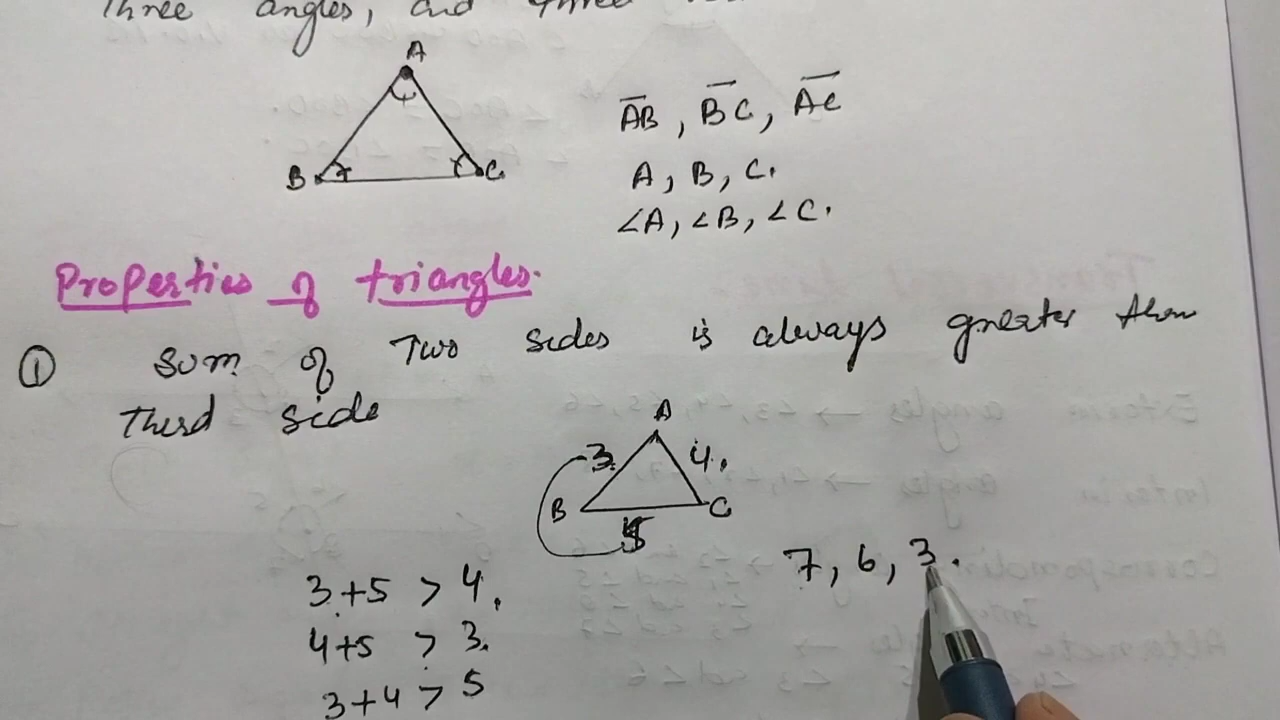 Three angles, and three
A
B C.
AB, BC, AC
A, B, C.
∠A, ∠B, ∠C.
Properties of triangles.
① Sum of Two sides is always greater than
Third side
A
3. 4.
B C
5
7, 6, 3.
3+5 > 4.
4+5 > 3.
3+4 > 5